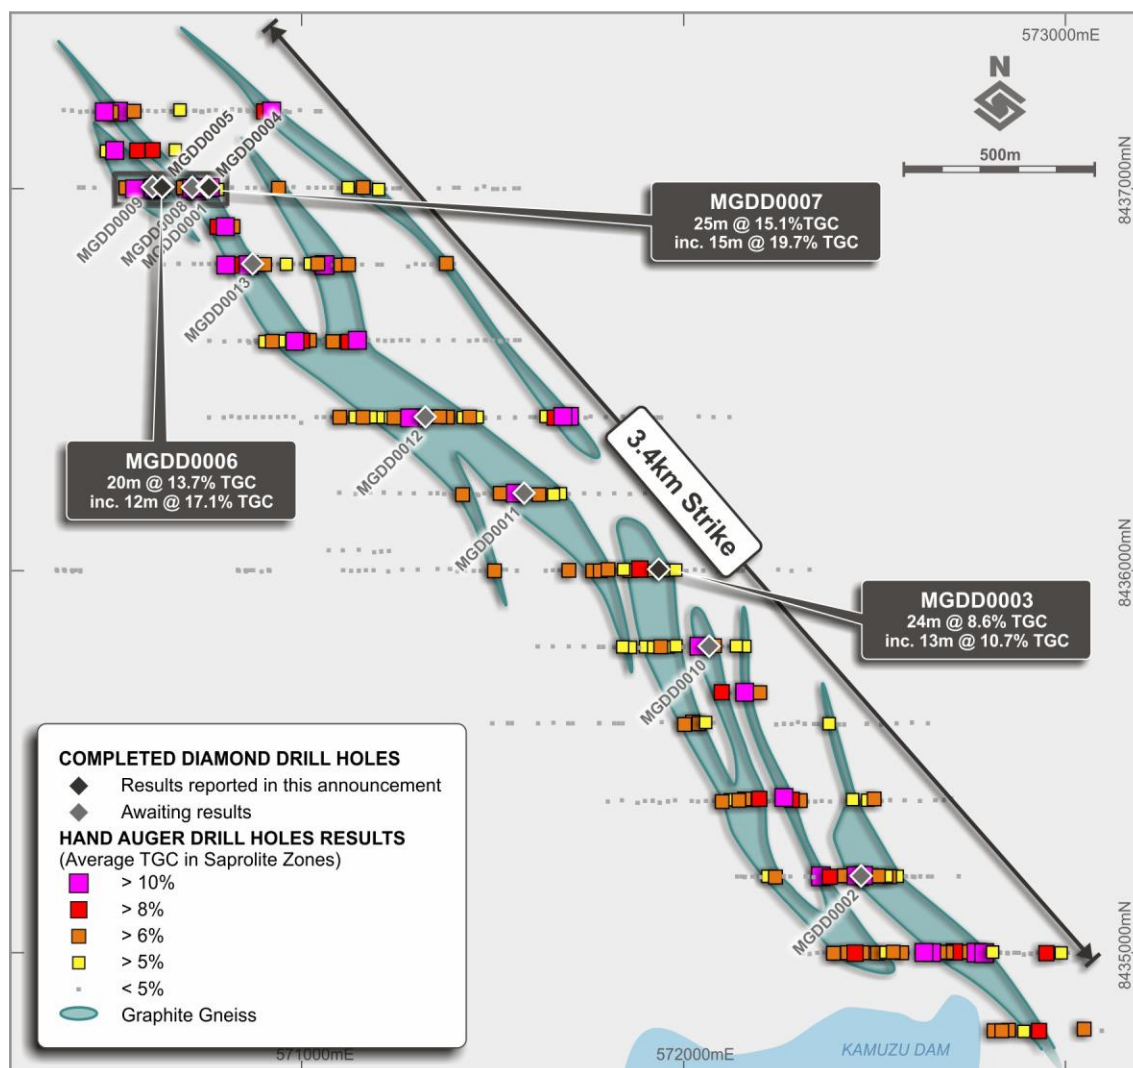 573000mE
N
500m
8437000mN
MGDD0005
MGDD0004
MGDD0009
MGDD0008
MGDD0001
MGDD0007
25m @ 15.1%TGC
inc. 15m @ 19.7% TGC
MGDD0013
MGDD0012
3.4km Strike
MGDD0006
20m @ 13.7% TGC
inc. 12m @ 17.1% TGC
MGDD0011
8436000mN
MGDD0003
24m @ 8.6% TGC
inc. 13m @ 10.7% TGC
MGDD0010
MGDD0002
8435000mN
COMPLETED DIAMOND DRILL HOLES
Results reported in this announcement
Awaiting results
HAND AUGER DRILL HOLES RESULTS
(Average TGC in Saprolite Zones)
> 10%
> 8%
> 6%
> 5%
< 5%
Graphite Gneiss
571000mE
572000mE
KAMUZU DAM